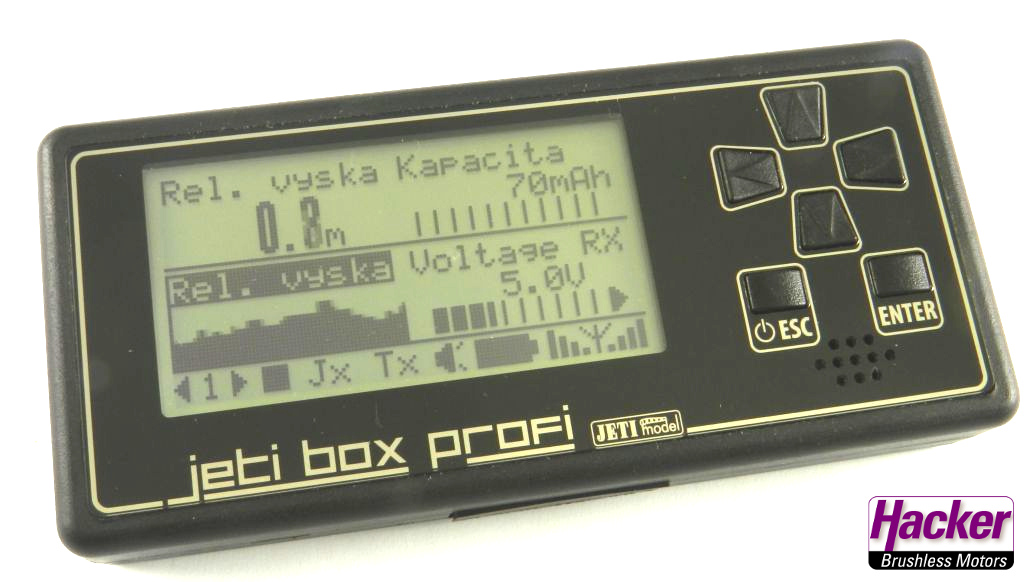 Rel. vyska Kapacita
0.8m 70mAh
Rel. vyska Voltage RX
5.0V
1 Jx Tx
ESC ENTER
jeti box profi JETI model
Hacker
Brushless Motors